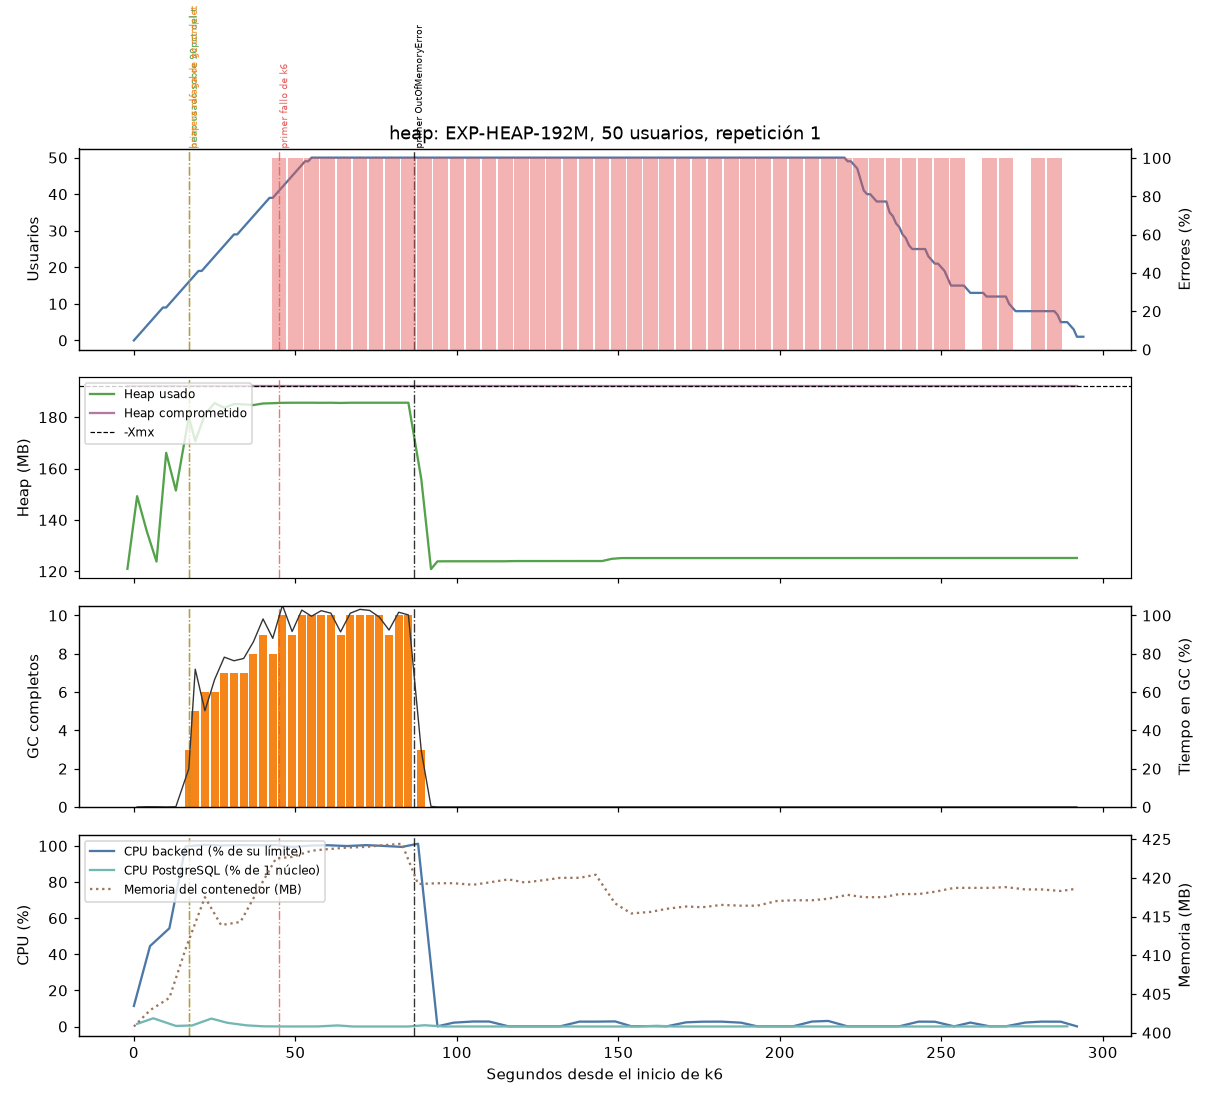 primer fallo de k6
primer OutOfMemoryError
heap: EXP-HEAP-192M, 50 usuarios, repetición 1
Usuarios
50
40
30
20
10
0
Errores (%)
100
80
60
40
20
0
Heap (MB)
180
160
140
120
Heap usado
Heap comprometido
-Xmx
GC completos
10
8
6
4
2
0
Tiempo en GC (%)
100
80
60
40
20
0
CPU (%)
100
80
60
40
20
0
CPU backend (% de su límite)
CPU PostgreSQL (% de 1 núcleo)
Memoria del contenedor (MB)
Memoria (MB)
425
420
415
410
405
400
0 50 100 150 200 250 300
Segundos desde el inicio de k6